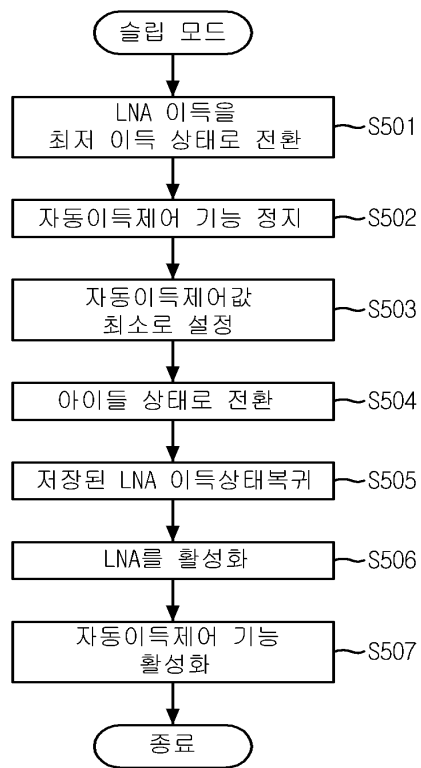 슬립 모드
LNA 이득을
최저 이득 상태로 전환
S501
자동이득제어 기능 정지
S502
자동이득제어값
최소로 설정
S503
아이들 상태로 전환
S504
저장된 LNA 이득상태복귀
S505
LNA를 활성화
S506
자동이득제어 기능
활성화
S507
종료